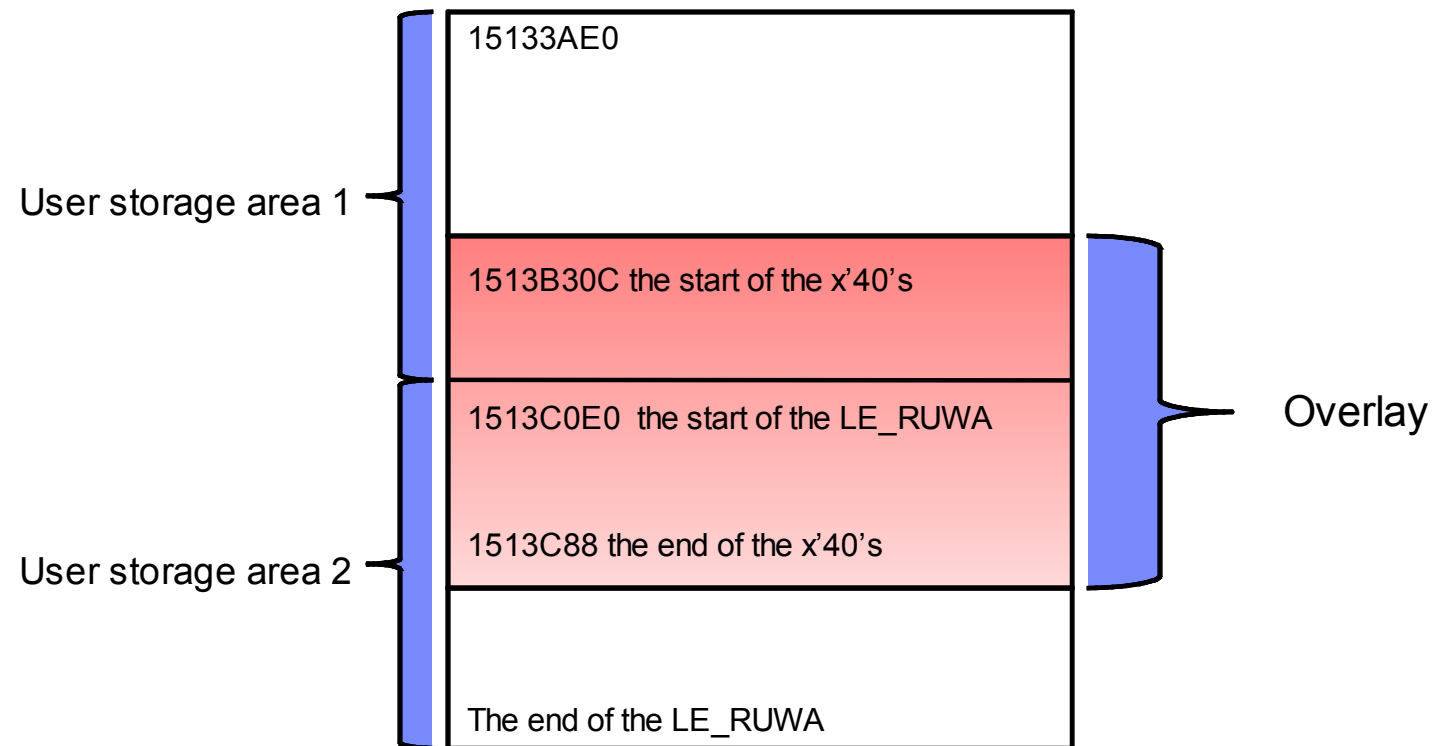 15133AE0
User storage area 1
1513B30C the start of the x'40's
1513C0E0 the start of the LE_RUWA
Overlay
1513C88 the end of the x'40's
User storage area 2
The end of the LE_RUWA